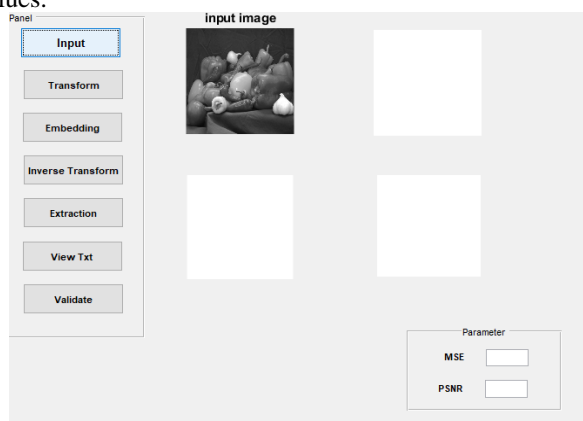 Panel
Input
Transform
Embedding
Inverse Transform
Extraction
View Txt
Validate
input image
Parameter
MSE
PSNR